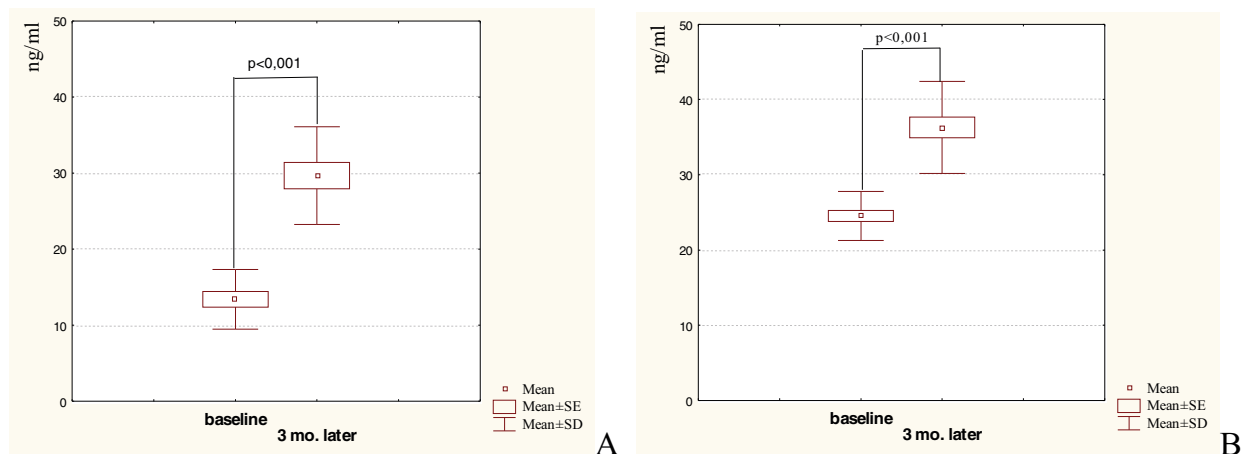 50
40
30
20
10
0
ng/ml
p<0,001
baseline
3 mo. later
Mean
Mean±SE
Mean±SD
A
50
40
30
20
10
0
ng/ml
p<0,001
baseline
3 mo. later
Mean
Mean±SE
Mean±SD
B